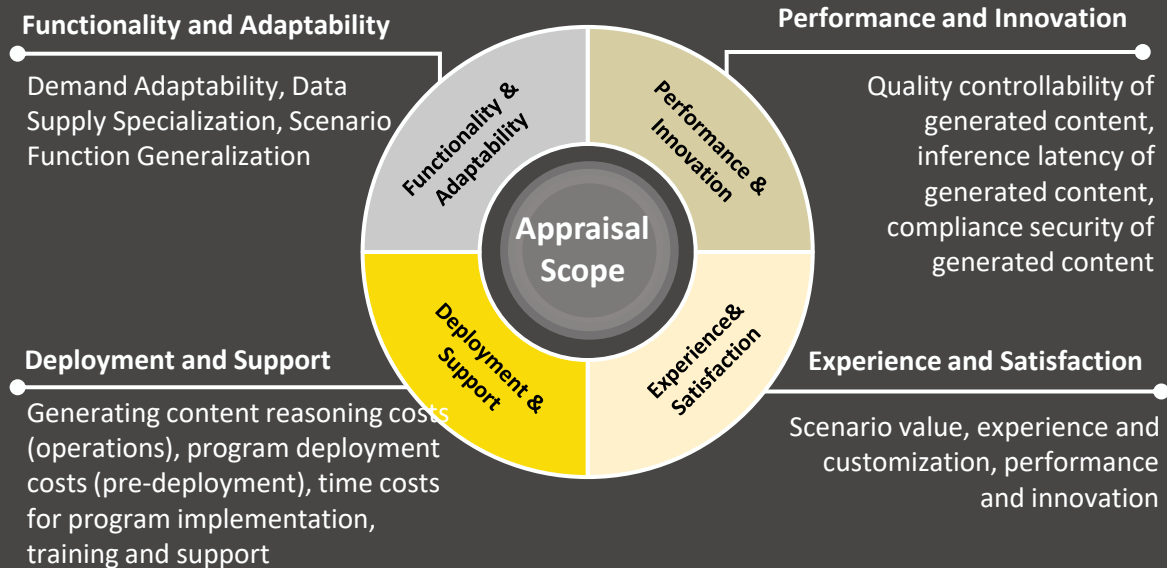 Functionality and Adaptability
Demand Adaptability, Data
Supply Specialization, Scenario
Function Generalization
Performance and Innovation
Quality controllability of
generated content,
inference latency of
generated content,
compliance security of
generated content
Functionality &
Adaptability
Performance &
Innovation
Appraisal
Scope
Deployment &
Support
Experience&
Satisfaction
Deployment and Support
Generating content reasoning costs
(operations), program deployment
costs (pre-deployment), time costs
for program implementation,
training and support
Experience and Satisfaction
Scenario value, experience and
customization, performance
and innovation